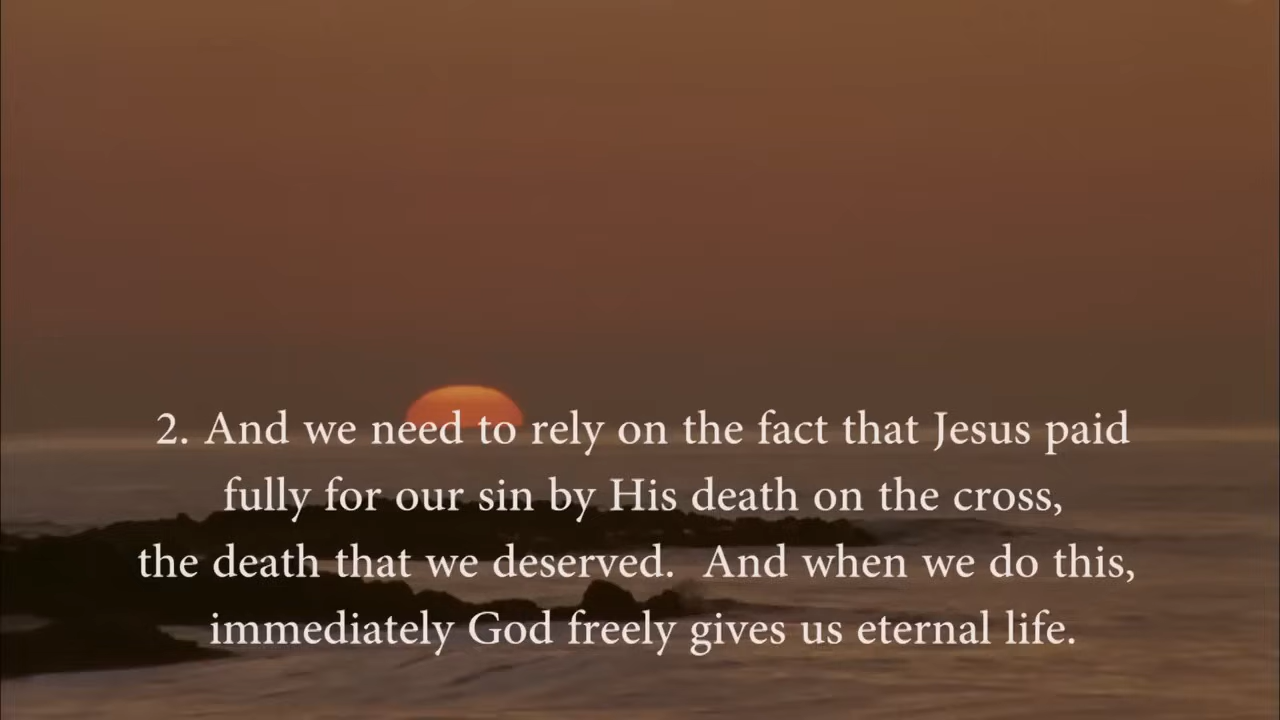 2. And we need to rely on the fact that Jesus paid
fully for our sin by His death on the cross,
the death that we deserved.  And when we do this,
immediately God freely gives us eternal life.